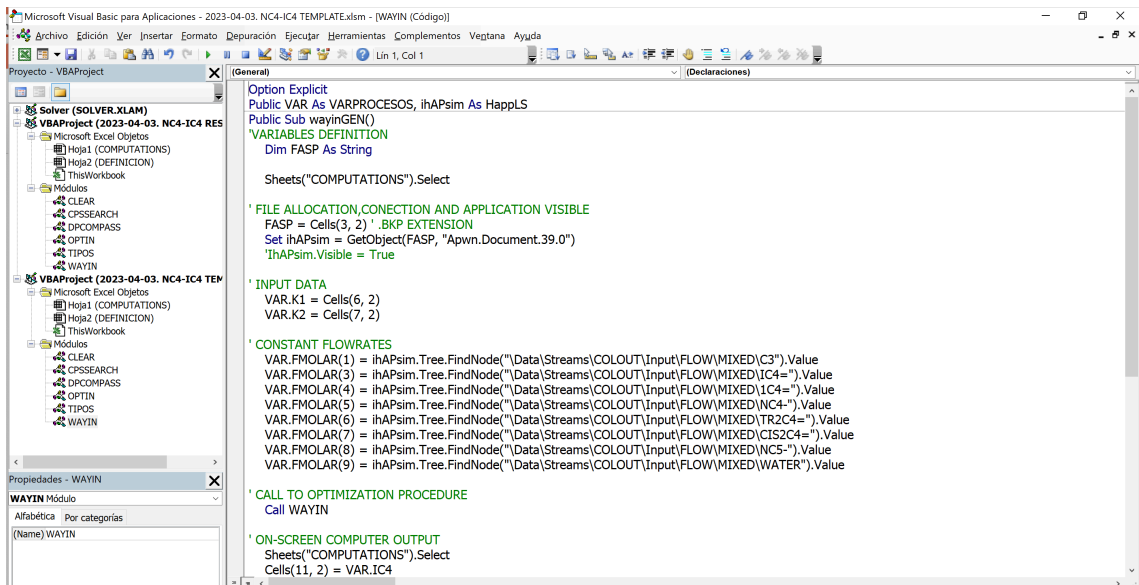 Microsoft Visual Basic para Aplicaciones - 2023-04-03. NC4-IC4 TEMPLATE.xlsm - [WAYIN (Código)]
Archivo Edición Ver Insertar Formato Depuración Ejecutar Herramientas Complementos Ventana Ayuda
Lín 1, Col 1
Proyecto - VBAProject
Solver (SOLVER.XLAM)
VBAProject (2023-04-03. NC4-IC4 RES
Microsoft Excel Objetos
Hoja1 (COMPUTATIONS)
Hoja2 (DEFINICION)
ThisWorkbook
Módulos
CLEAR
CPSSEARCH
DPCOMPASS
OPTIN
TIPOS
WAYIN
VBAProject (2023-04-03. NC4-IC4 TEM
Microsoft Excel Objetos
Hoja1 (COMPUTATIONS)
Hoja2 (DEFINICION)
ThisWorkbook
Módulos
CLEAR
CPSSEARCH
DPCOMPASS
OPTIN
TIPOS
WAYIN
Propiedades - WAYIN
WAYIN Módulo
Alfabética Por categorías
(Name) WAYIN
(General)
(Declaraciones)
Option Explicit
Public VAR As VARPROCESOS, ihAPsim As HappLS
Public Sub wayinGEN()
'VARIABLES DEFINITION
Dim FASP As String
Sheets("COMPUTATIONS").Select
' FILE ALLOCATION,CONECTION AND APPLICATION VISIBLE
FASP = Cells(3, 2) ' .BKP EXTENSION
Set ihAPsim = GetObject(FASP, "Apwn.Document.39.0")
'IhAPsim.Visible = True
' INPUT DATA
VAR.K1 = Cells(6, 2)
VAR.K2 = Cells(7, 2)
' CONSTANT FLOWRATES
VAR.FMOLAR(1) = ihAPsim.Tree.FindNode("\Data\Streams\COLOUT\Input\FLOW\MIXED\C3").Value
VAR.FMOLAR(3) = ihAPsim.Tree.FindNode("\Data\Streams\COLOUT\Input\FLOW\MIXED\IC4=").Value
VAR.FMOLAR(4) = ihAPsim.Tree.FindNode("\Data\Streams\COLOUT\Input\FLOW\MIXED\1C4=").Value
VAR.FMOLAR(5) = ihAPsim.Tree.FindNode("\Data\Streams\COLOUT\Input\FLOW\MIXED\NC4-").Value
VAR.FMOLAR(6) = ihAPsim.Tree.FindNode("\Data\Streams\COLOUT\Input\FLOW\MIXED\TR2C4=").Value
VAR.FMOLAR(7) = ihAPsim.Tree.FindNode("\Data\Streams\COLOUT\Input\FLOW\MIXED\CIS2C4=").Value
VAR.FMOLAR(8) = ihAPsim.Tree.FindNode("\Data\Streams\COLOUT\Input\FLOW\MIXED\NC5-").Value
VAR.FMOLAR(9) = ihAPsim.Tree.FindNode("\Data\Streams\COLOUT\Input\FLOW\MIXED\WATER").Value
' CALL TO OPTIMIZATION PROCEDURE
Call WAYIN
' ON-SCREEN COMPUTER OUTPUT
Sheets("COMPUTATIONS").Select
Cells(11, 2) = VAR.IC4